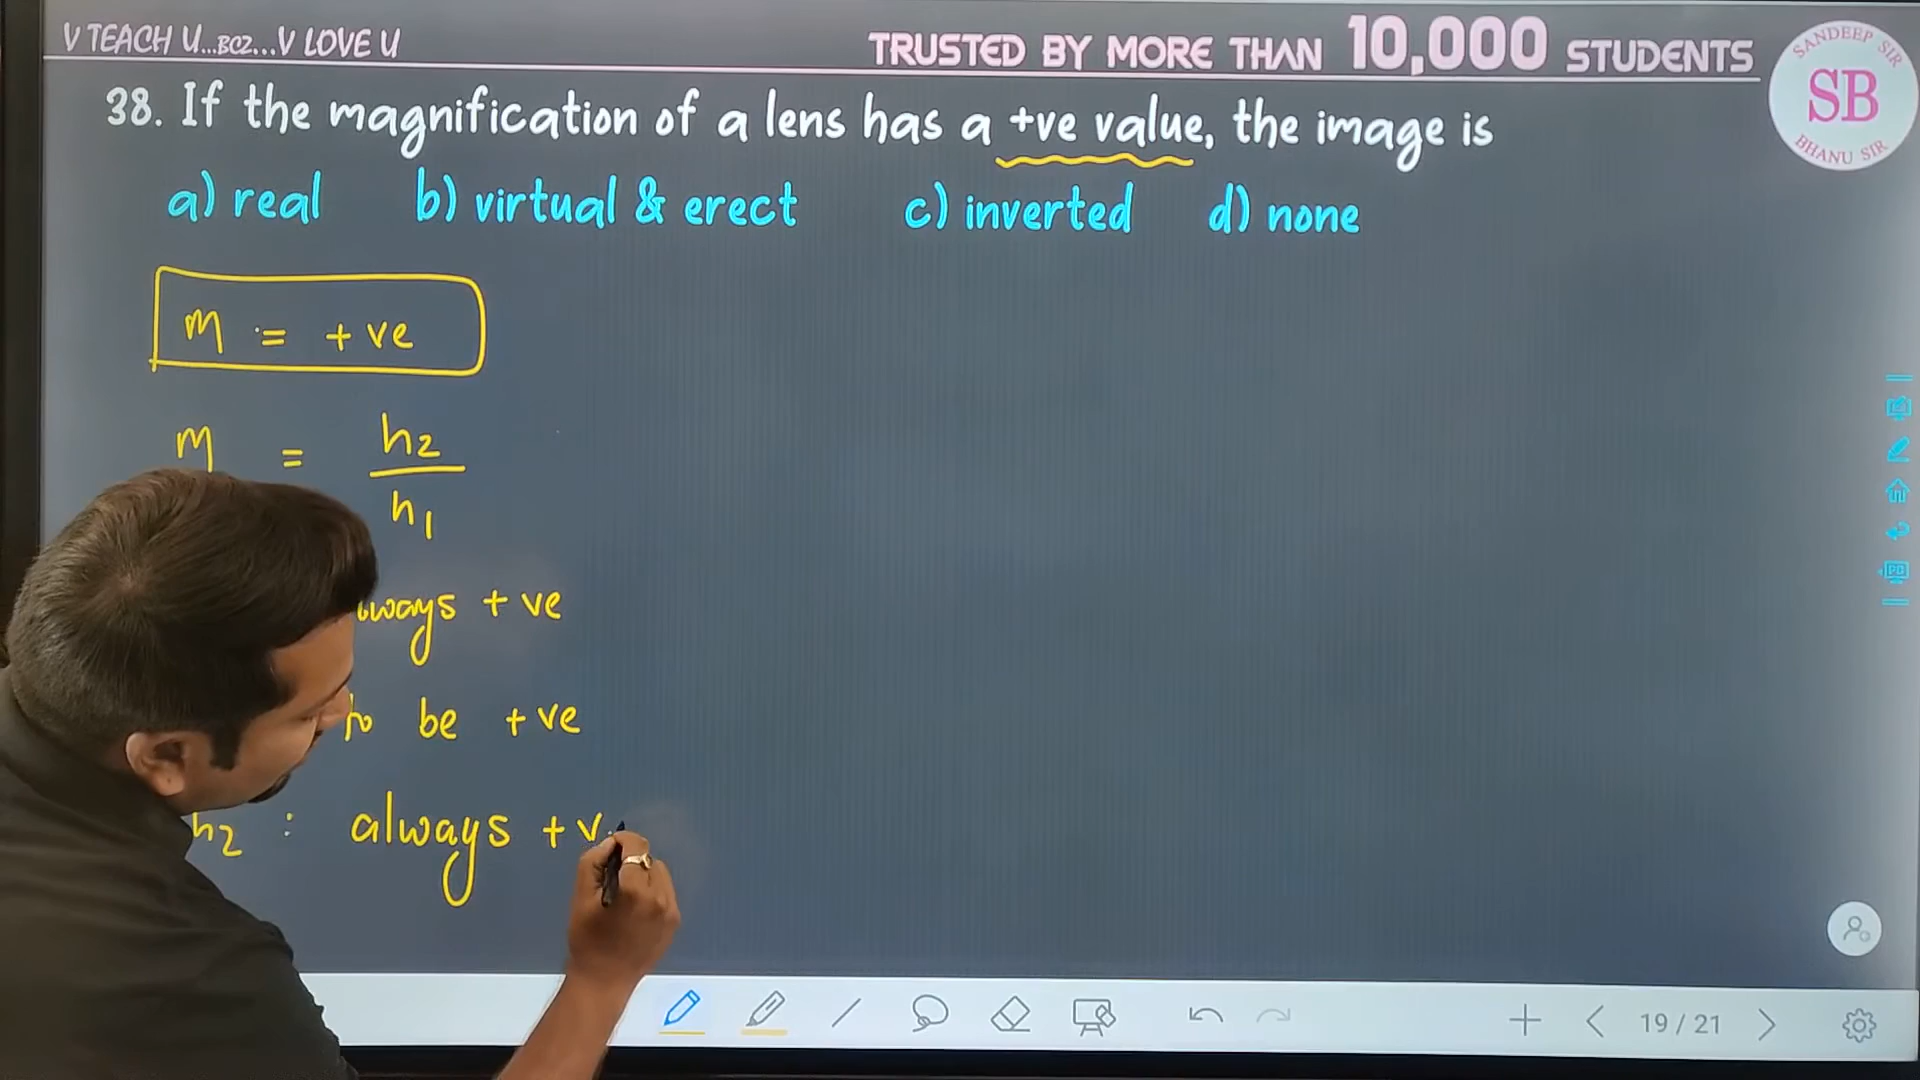 V TEACH U...BCZ...V LOVE U
TRUSTED BY MORE THAN 10,000 STUDENTS
SANDEEP SIR
SB
BHANU SIR
38. If the magnification of a lens has a +ve value, the image is
a) real b) virtual & erect c) inverted d) none
m = +ve
m = h2
h1
always +ve
to be +ve
h2 : always +v
PD
19 / 21